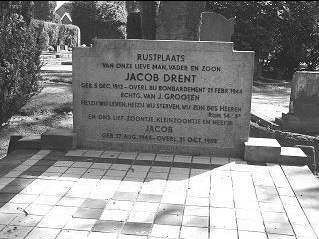 RUSTPLAATS
VAN ONZE LIEVE MAN, VADER EN ZOON
JACOB DRENT
GEB. 5 DEC. 1912 - OVERL. BIJ BOMBARDEMENT 25 FEBR. 1944
ECHTG. VAN J. GROOTEN
HETZIJ WIJ LEVEN, HETZIJ WIJ STERVEN, WIJ ZIJN DES HEEREN
ROM. 14: 8
EN ONS LIEF ZOONTJE, KLEINZOONTJE EN NEEFJE
JACOB
GEB. 27 AUG. 1944 - OVERL. 21 OCT.